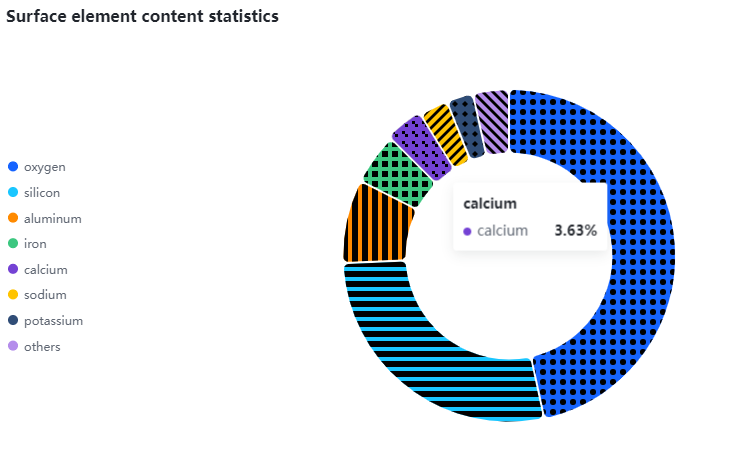 Surface element content statistics
oxygen
silicon
aluminum
iron
calcium
sodium
potassium
others
calcium
calcium 3.63%